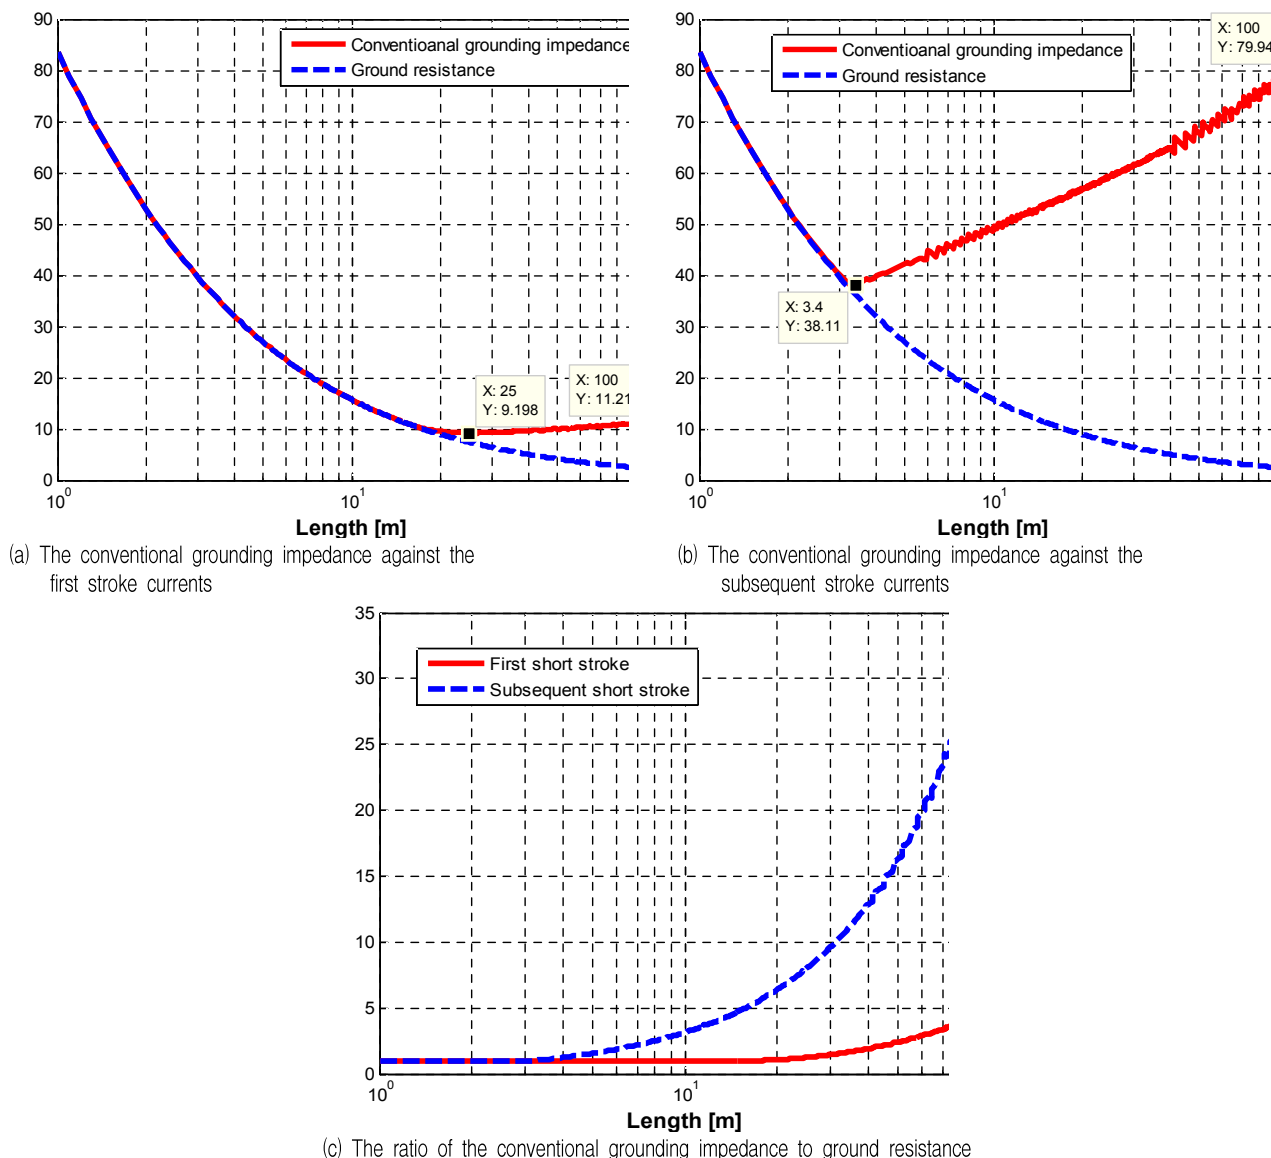 90
80
70
60
50
40
30
20
10
0
10^0
10^1
Conventioanal grounding impedance
Ground resistance
X: 25
Y: 9.198
X: 100
Y: 11.21
Length [m]
(a) The conventional grounding impedance against the
first stroke currents
90
80
70
60
50
40
30
20
10
0
10^0
10^1
Conventioanal grounding impedance
Ground resistance
X: 100
Y: 79.94
X: 3.4
Y: 38.11
Length [m]
(b) The conventional grounding impedance against the
subsequent stroke currents
35
30
25
20
15
10
5
0
10^0
10^1
First short stroke
Subsequent short stroke
Length [m]
(c) The ratio of the conventional grounding impedance to ground resistance